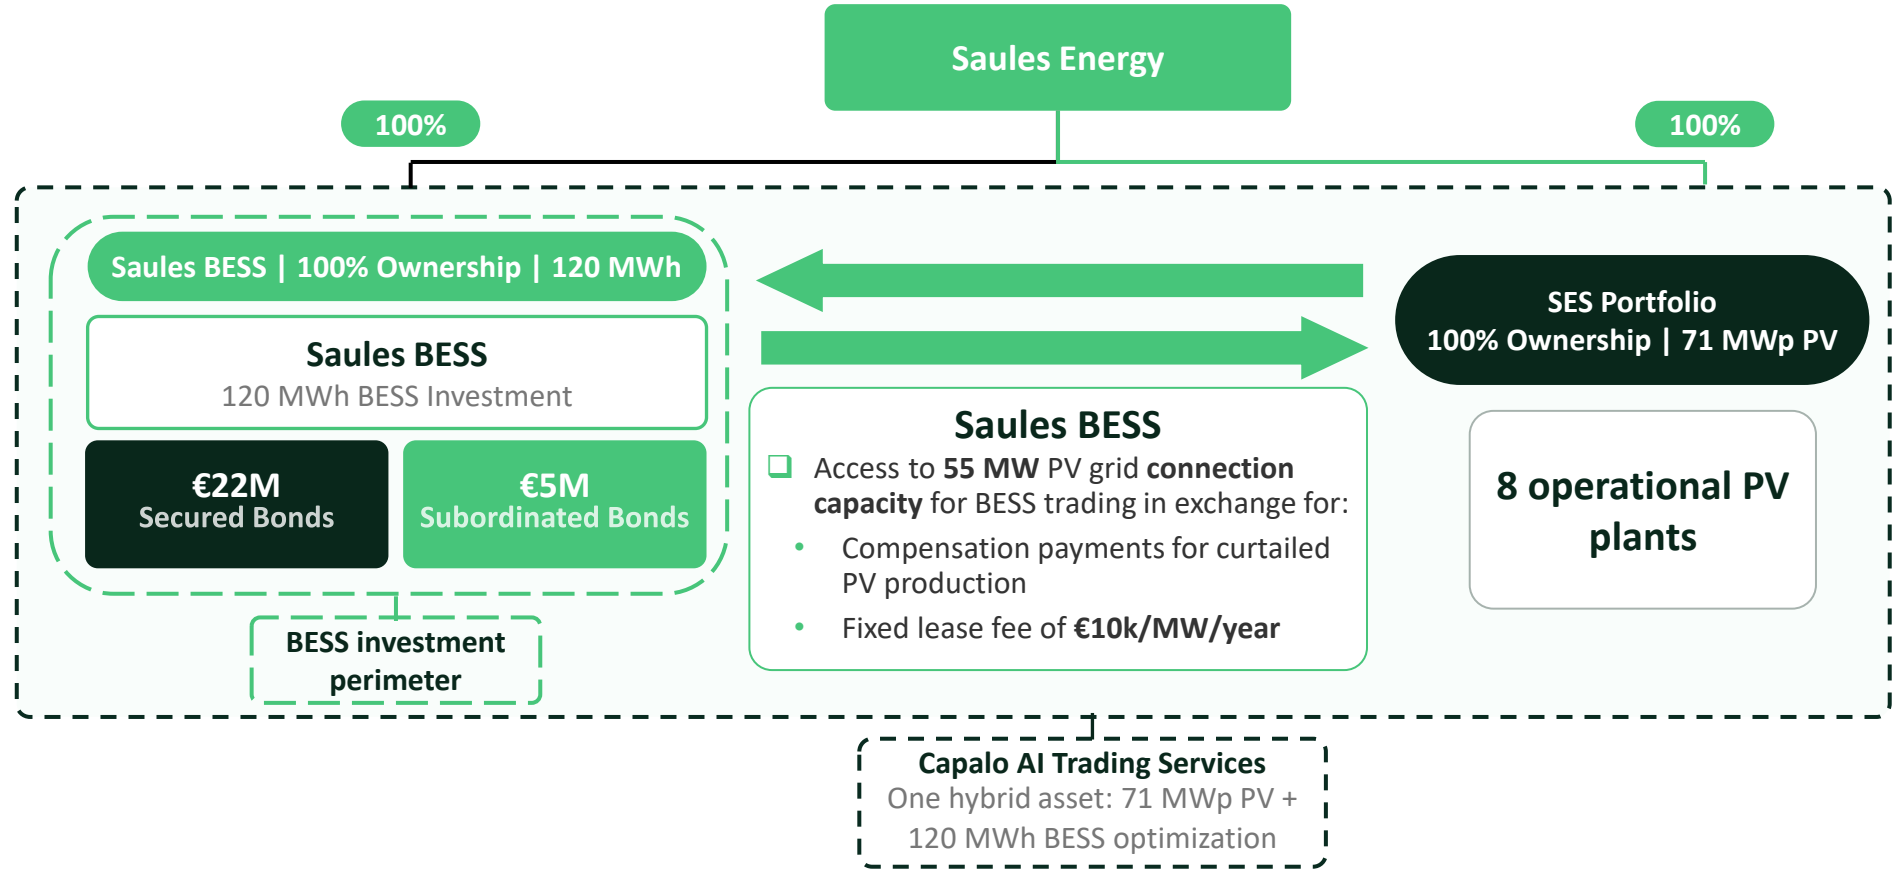 Saules Energy
100%
100%
Saules BESS | 100% Ownership | 120 MWh
Saules BESS
120 MWh BESS Investment
€22M
Secured Bonds
€5M
Subordinated Bonds
BESS investment
perimeter
Saules BESS
❑ Access to 55 MW PV grid connection
capacity for BESS trading in exchange for:
• Compensation payments for curtailed
PV production
• Fixed lease fee of €10k/MW/year
SES Portfolio
100% Ownership | 71 MWp PV
8 operational PV
plants
Capalo AI Trading Services
One hybrid asset: 71 MWp PV +
120 MWh BESS optimization